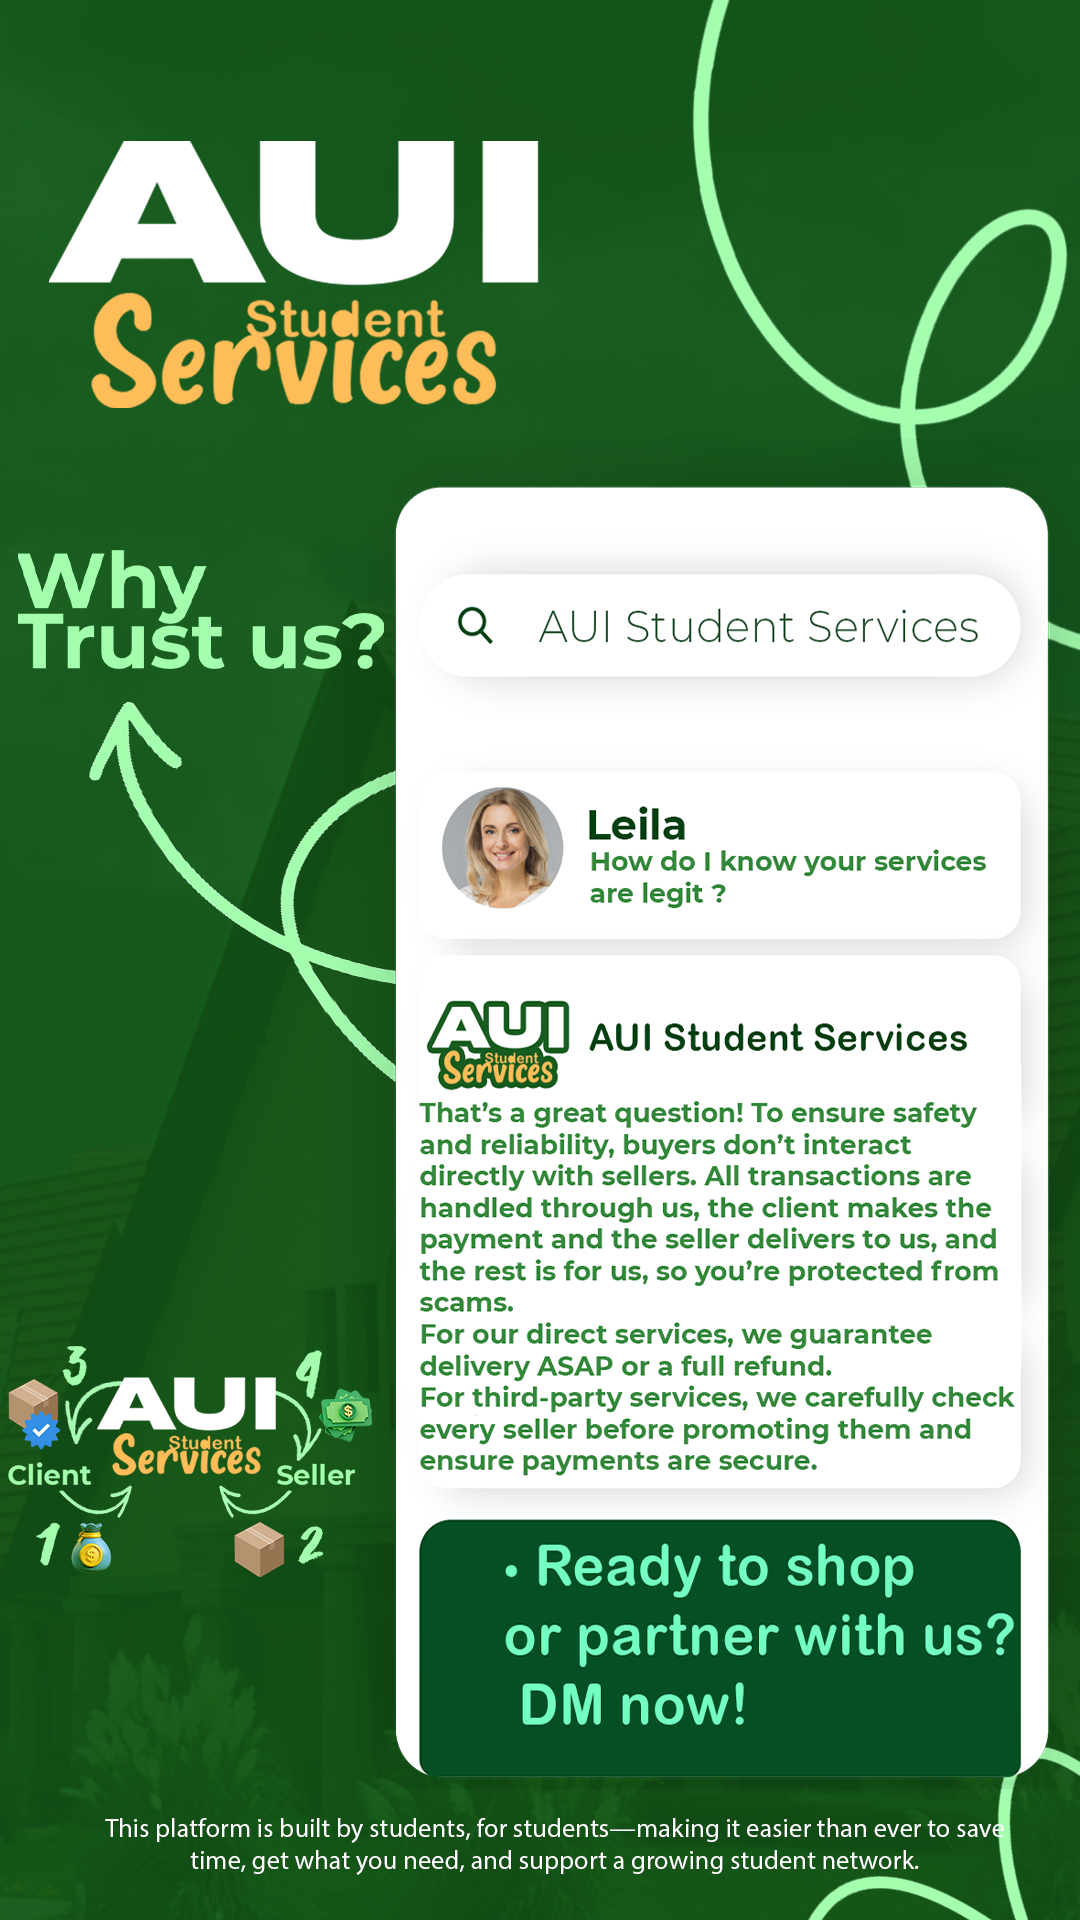 AUI
Student
Services
Why
Trust us?
AUI Student Services
Leila
How do I know your services
are legit ?
AUI
Student
Services
AUI Student Services
That’s a great question! To ensure safety
and reliability, buyers don’t interact
directly with sellers. All transactions are
handled through us, the client makes the
payment and the seller delivers to us, and
the rest is for us, so you’re protected from
scams.
For our direct services, we guarantee
delivery ASAP or a full refund.
For third-party services, we carefully check
every seller before promoting them and
ensure payments are secure.
3
4
AUI
Student
Services
Client
Seller
1
2
• Ready to shop
or partner with us?
DM now!
This platform is built by students, for students—making it easier than ever to save
time, get what you need, and support a growing student network.